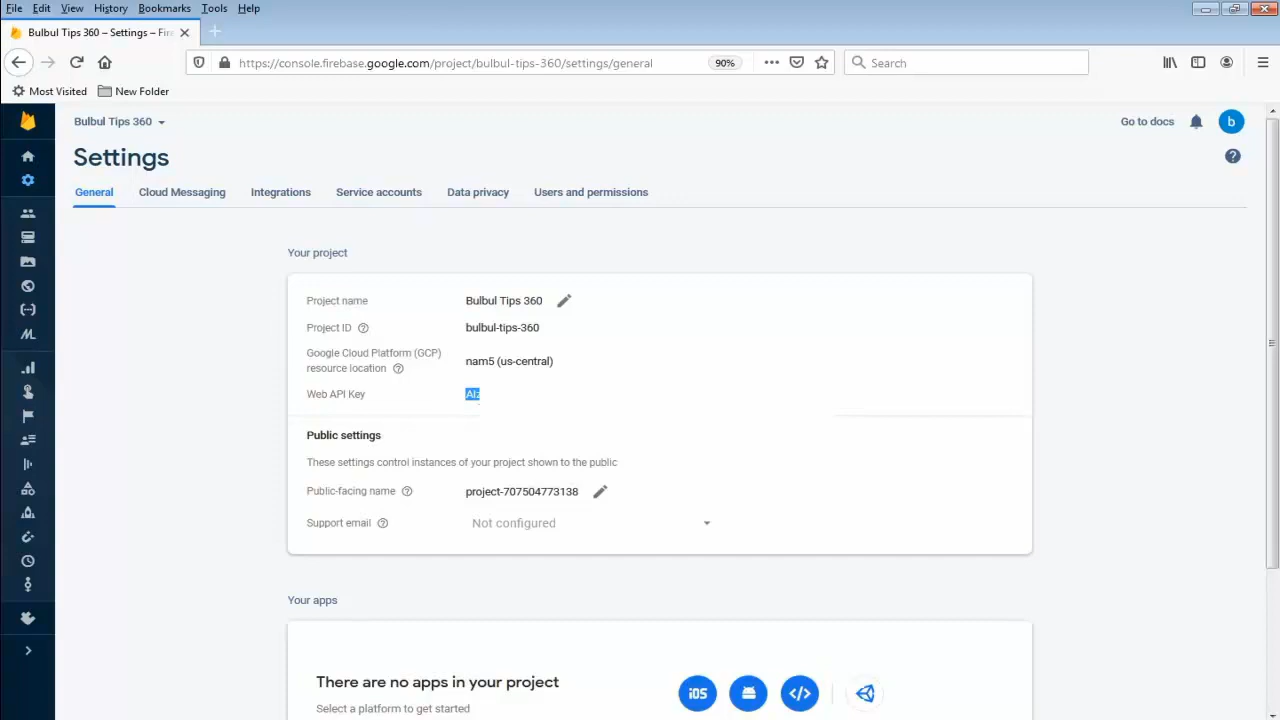 File Edit View History Bookmarks Tools Help
Bulbul Tips 360 – Settings – Fir
https://console.firebase.google.com/project/bulbul-tips-360/settings/general 90% Search
Most Visited New Folder
Bulbul Tips 360 Go to docs b
Settings
General Cloud Messaging Integrations Service accounts Data privacy Users and permissions
Your project
Project name Bulbul Tips 360
Project ID bulbul-tips-360
Google Cloud Platform (GCP)
resource location nam5 (us-central)
Web API Key AIz
Public settings
These settings control instances of your project shown to the public
Public-facing name project-707504773138
Support email Not configured
Your apps
There are no apps in your project
Select a platform to get started
iOS